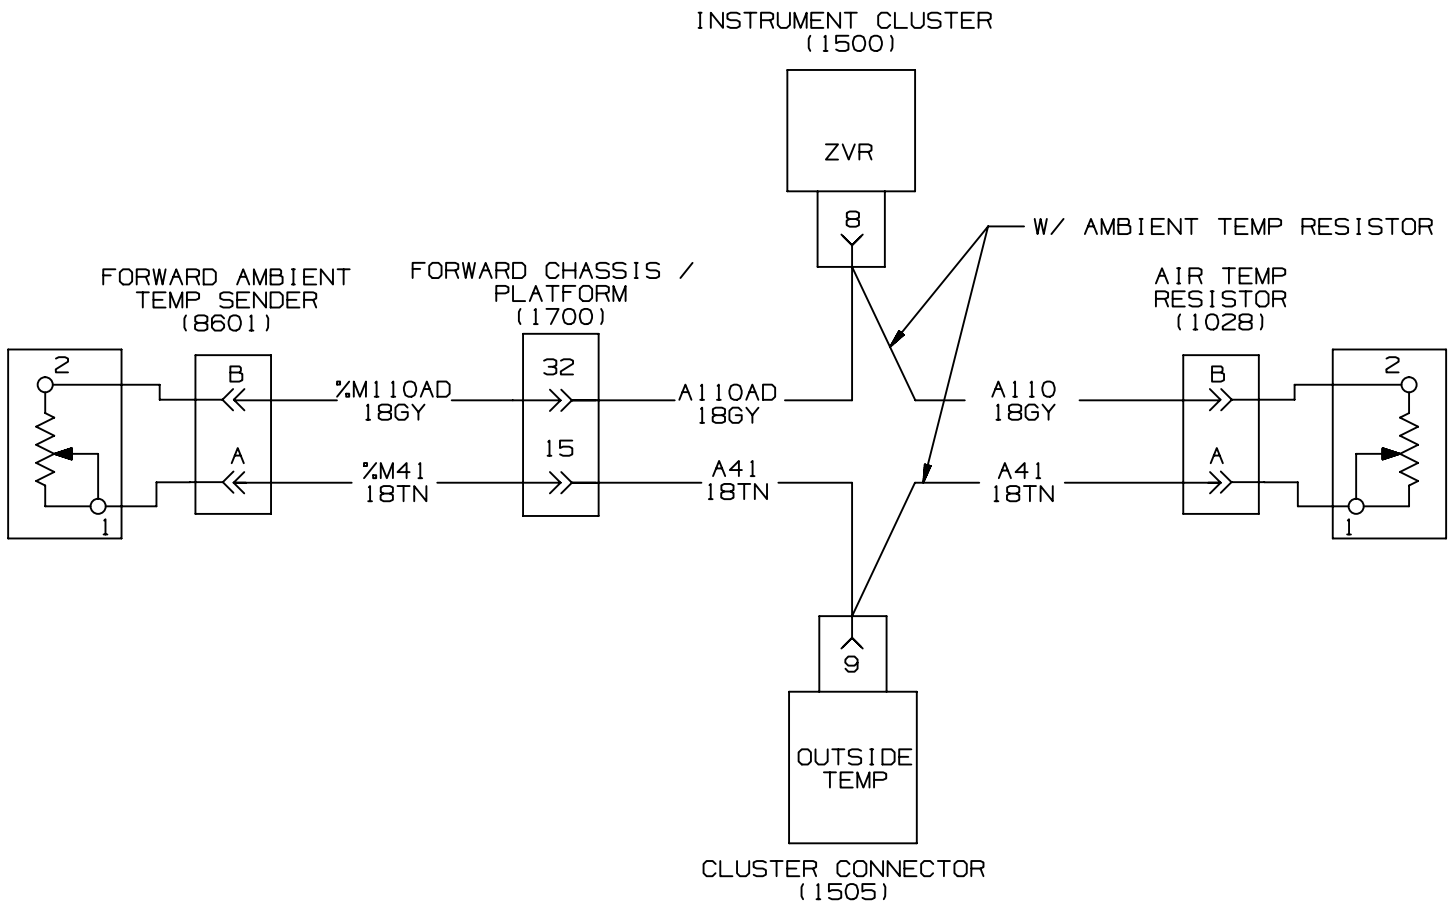 INSTRUMENT CLUSTER
(1500)
ZVR
8
W/ AMBIENT TEMP RESISTOR
FORWARD AMBIENT
TEMP SENDER
(8601)
FORWARD CHASSIS /
PLATFORM
(1700)
AIR TEMP
RESISTOR
(1028)
2
B
%M110AD
18GY
32
A110AD
18GY
A110
18GY
B
2
1
A
%M41
18TN
15
A41
18TN
A41
18TN
A
1
9
OUTSIDE
TEMP
CLUSTER CONNECTOR
(1505)